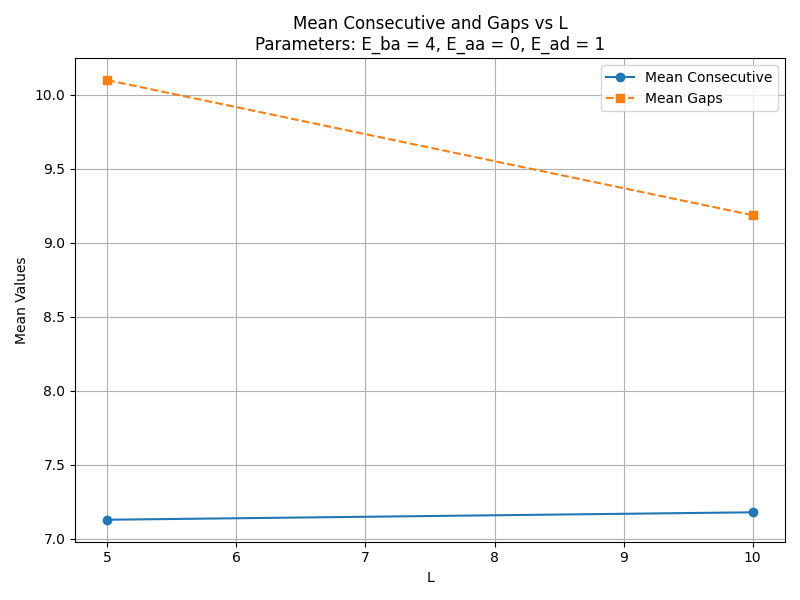 Mean Consecutive and Gaps vs L
Parameters: E_ba = 4, E_aa = 0, E_ad = 1
Mean Consecutive
Mean Gaps
Mean Values
10.0
9.5
9.0
8.5
8.0
7.5
7.0
5 6 7 8 9 10
L